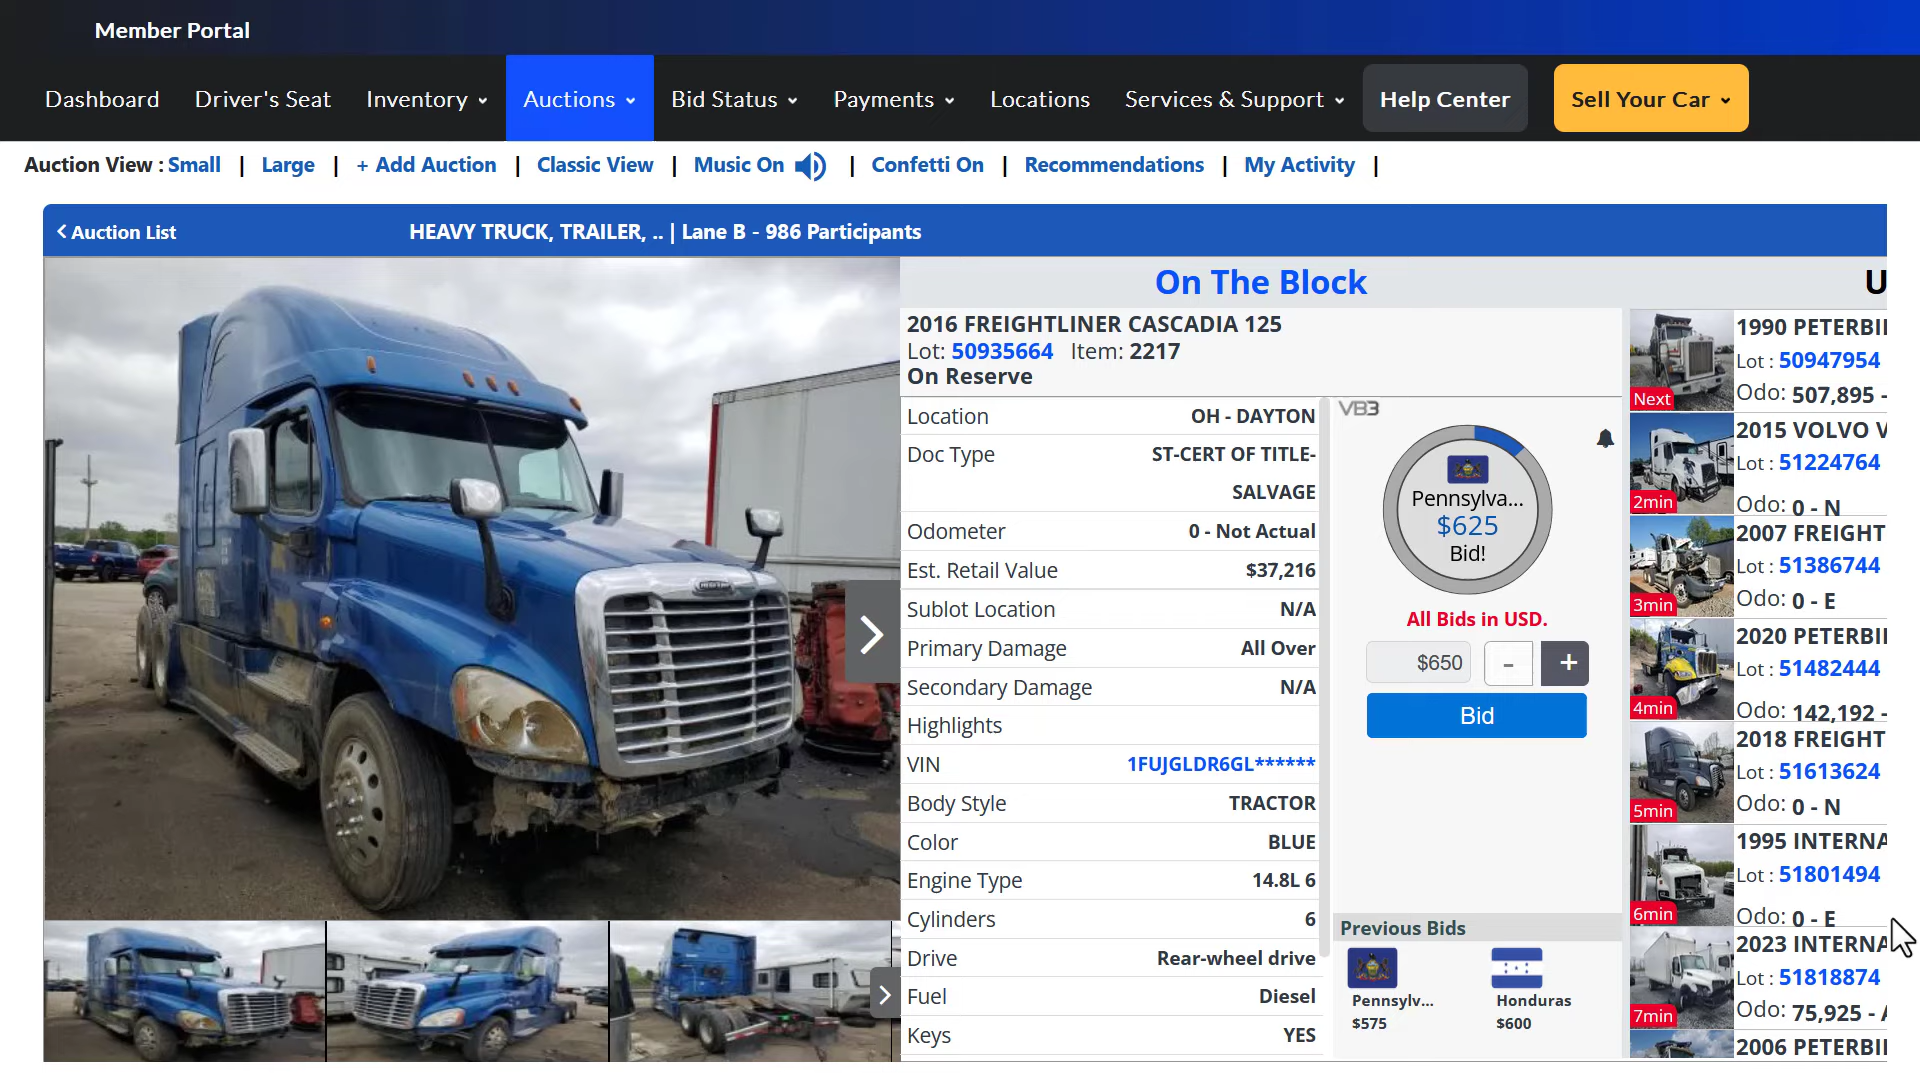 Member Portal
Dashboard
Driver's Seat
Inventory
Auctions
Bid Status
Payments
Locations
Services & Support
Help Center
Sell Your Car
Auction View : Small | Large | + Add Auction | Classic View | Music On | Confetti On | Recommendations | My Activity |
Auction List
HEAVY TRUCK, TRAILER, .. | Lane B - 986 Participants
On The Block
U
2016 FREIGHTLINER CASCADIA 125
Lot: 50935664 Item: 2217
On Reserve
Location OH - DAYTON
Doc Type ST-CERT OF TITLE-
SALVAGE
Odometer 0 - Not Actual
Est. Retail Value $37,216
Sublot Location N/A
Primary Damage All Over
Secondary Damage N/A
Highlights
VIN 1FUJGLDR6GL******
Body Style TRACTOR
Color BLUE
Engine Type 14.8L 6
Cylinders 6
Drive Rear-wheel drive
Fuel Diesel
Keys YES
VB3
Pennsylva...
$625
Bid!
All Bids in USD.
$650 - +
Bid
Previous Bids
Pennsylv...
$575
Honduras
$600
1990 PETERBI
Lot : 50947954
Odo: 507,895 -
Next
2015 VOLVO V
Lot : 51224764
Odo: 0 - N
2min
2007 FREIGHT
Lot : 51386744
Odo: 0 - E
3min
2020 PETERBI
Lot : 51482444
Odo: 142,192 -
4min
2018 FREIGHT
Lot : 51613624
Odo: 0 - N
5min
1995 INTERNA
Lot : 51801494
Odo: 0 - E
6min
2023 INTERNA
Lot : 51818874
Odo: 75,925 - A
7min
2006 PETERBI